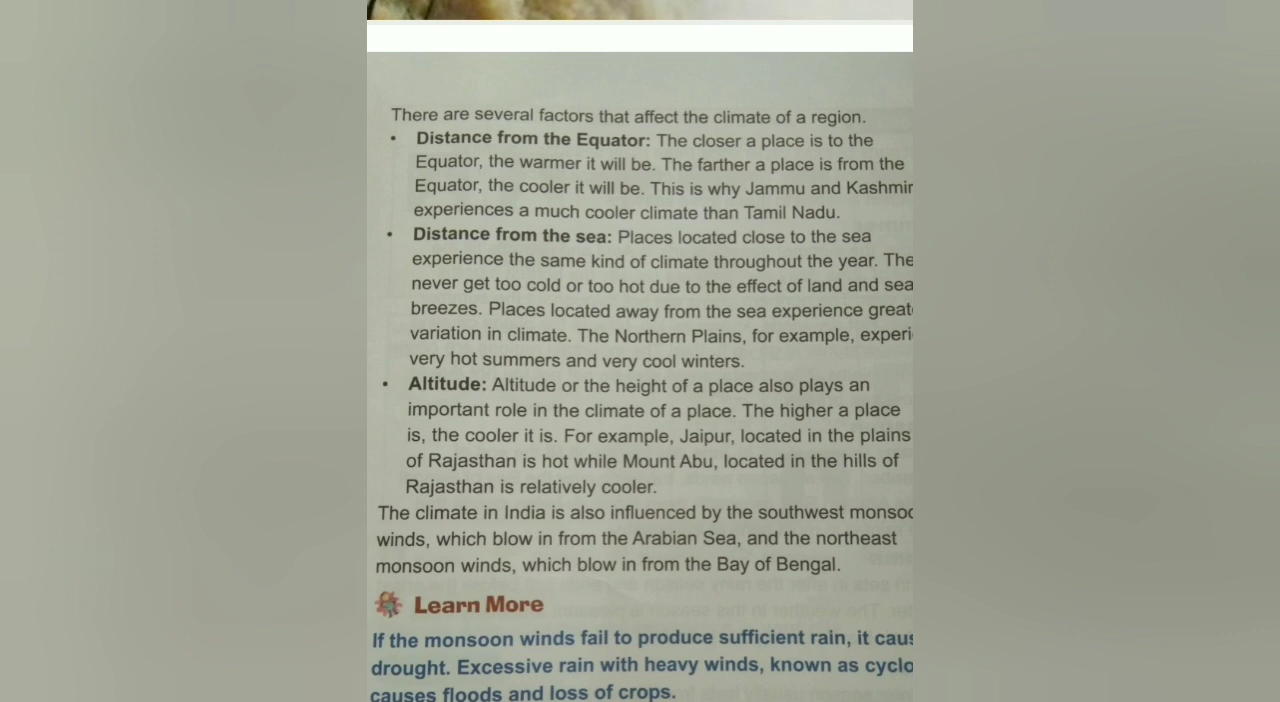 There are several factors that affect the climate of a region.
• Distance from the Equator: The closer a place is to the
Equator, the warmer it will be. The farther a place is from the
Equator, the cooler it will be. This is why Jammu and Kashmir
experiences a much cooler climate than Tamil Nadu.
• Distance from the sea: Places located close to the sea
experience the same kind of climate throughout the year. The
never get too cold or too hot due to the effect of land and sea
breezes. Places located away from the sea experience great
variation in climate. The Northern Plains, for example, experi
very hot summers and very cool winters.
• Altitude: Altitude or the height of a place also plays an
important role in the climate of a place. The higher a place
is, the cooler it is. For example, Jaipur, located in the plains
of Rajasthan is hot while Mount Abu, located in the hills of
Rajasthan is relatively cooler.
The climate in India is also influenced by the southwest monsoo
winds, which blow in from the Arabian Sea, and the northeast
monsoon winds, which blow in from the Bay of Bengal.
Learn More
If the monsoon winds fail to produce sufficient rain, it caus
drought. Excessive rain with heavy winds, known as cyclo
causes floods and loss of crops.